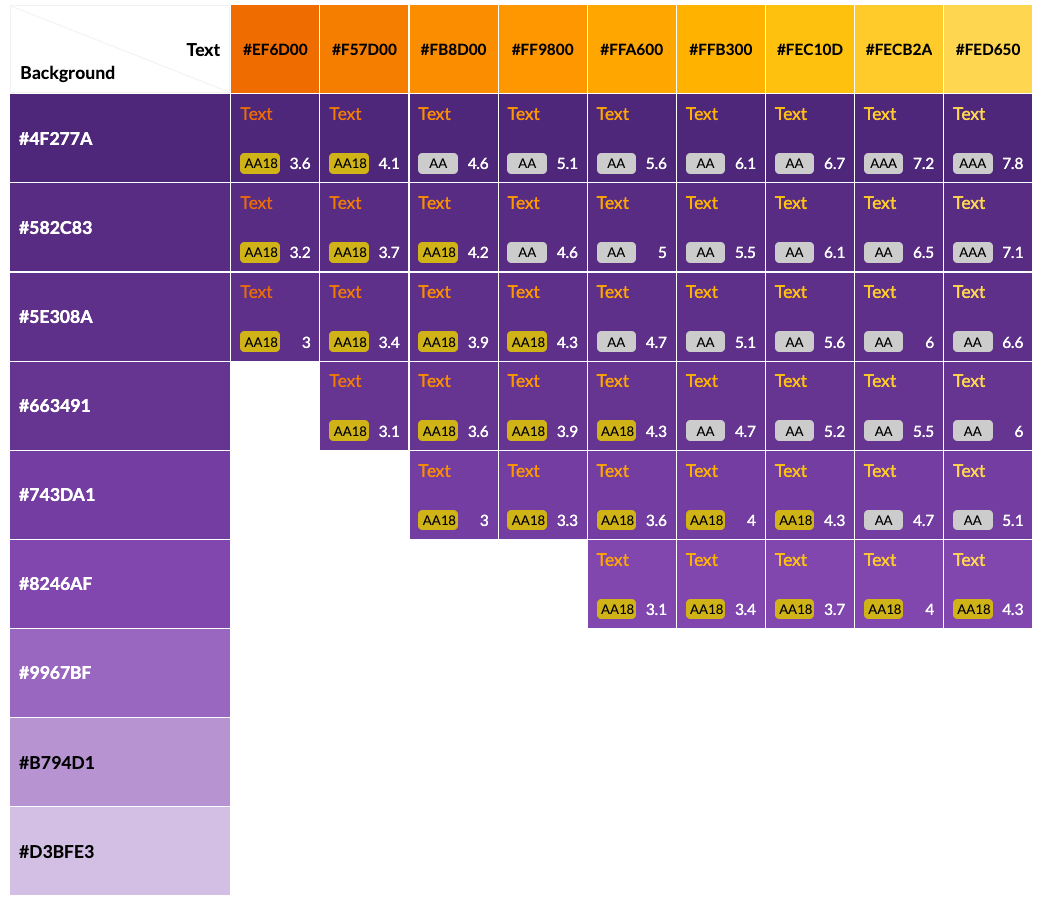 Text #EF6D00 #F57D00 #FB8D00 #FF9800 #FFA600 #FFB300 #FEC10D #FECB2A #FED650
Background
#4F277A
Text Text Text Text Text Text Text Text Text
AA18 3.6 AA18 4.1 AA 4.6 AA 5.1 AA 5.6 AA 6.1 AA 6.7 AAA 7.2 AAA 7.8
#582C83
Text Text Text Text Text Text Text Text Text
AA18 3.2 AA18 3.7 AA18 4.2 AA 4.6 AA 5 AA 5.5 AA 6.1 AA 6.5 AAA 7.1
#5E308A
Text Text Text Text Text Text Text Text Text
AA18 3 AA18 3.4 AA18 3.9 AA18 4.3 AA 4.7 AA 5.1 AA 5.6 AA 6 AA 6.6
#663491
Text Text Text Text Text Text Text Text
AA18 3.1 AA18 3.6 AA18 3.9 AA18 4.3 AA 4.7 AA 5.2 AA 5.5 AA 6
#743DA1
Text Text Text Text Text Text Text
AA18 3 AA18 3.3 AA18 3.6 AA18 4 AA18 4.3 AA 4.7 AA 5.1
#8246AF
Text Text Text Text Text
AA18 3.1 AA18 3.4 AA18 3.7 AA18 4 AA18 4.3
#9967BF
#B794D1
#D3BFE3